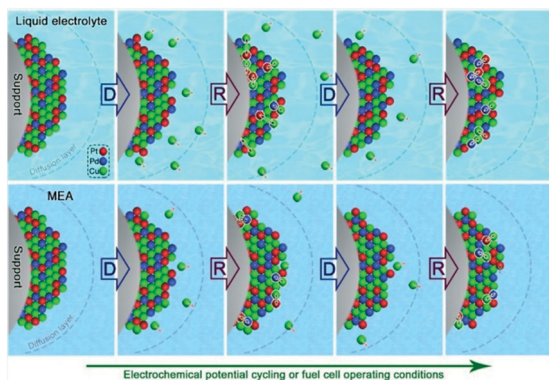 Liquid electrolyte
Support
Diffusion layer
Pt
Pd
Cu
D
R
D
R
MEA
Support
Diffusion layer
D
R
D
R
Electrochemical potential cycling or fuel cell operating conditions